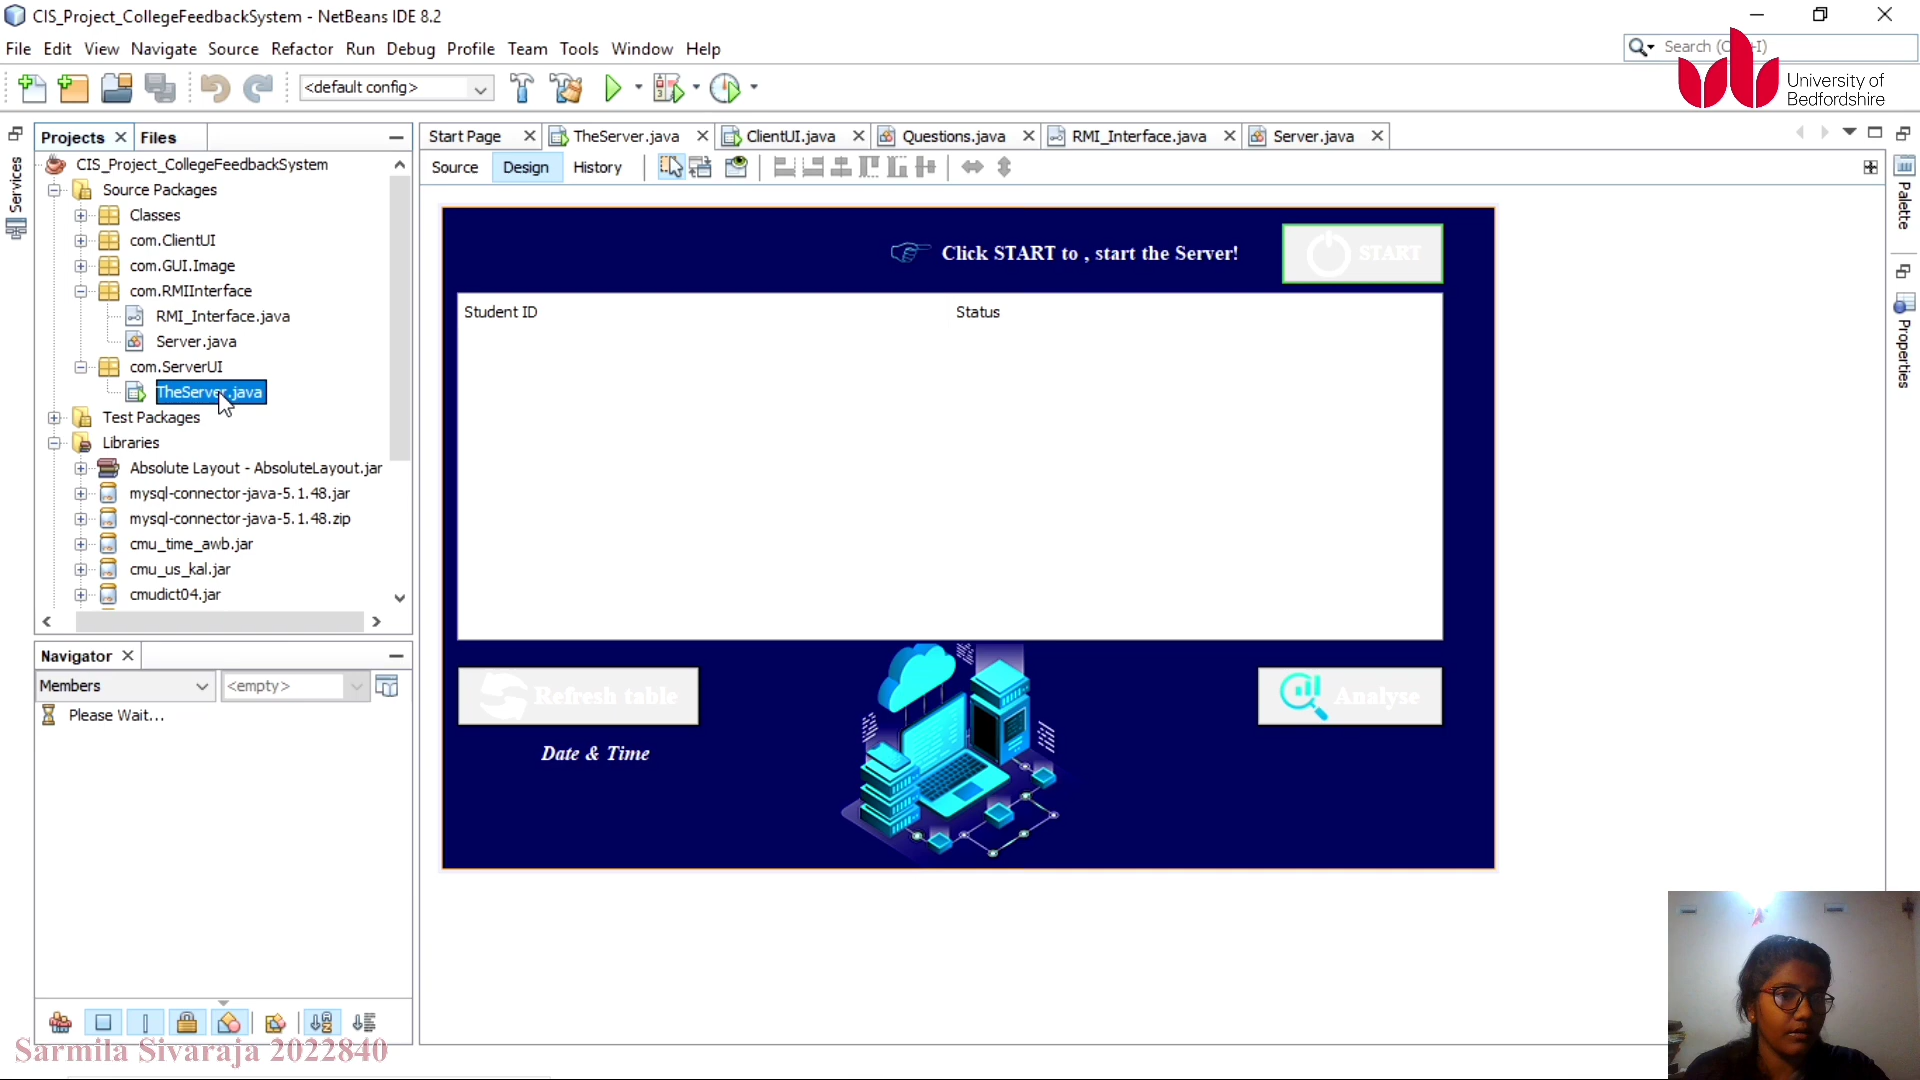 CIS_Project_CollegeFeedbackSystem - NetBeans IDE 8.2
File Edit View Navigate Source Refactor Run Debug Profile Team Tools Window Help
Search (
+I)
<default config>
University of
Bedfordshire
Projects Files
Start Page TheServer.java ClientUI.java Questions.java RMI_Interface.java Server.java
Source Design History
Services
Palette
Properties
CIS_Project_CollegeFeedbackSystem
Source Packages
Classes
com.ClientUI
com.GUI.Image
com.RMIInterface
RMI_Interface.java
Server.java
com.ServerUI
TheServer.java
Test Packages
Libraries
Absolute Layout - AbsoluteLayout.jar
mysql-connector-java-5.1.48.jar
mysql-connector-java-5.1.48.zip
cmu_time_awb.jar
cmu_us_kal.jar
cmudict04.jar
Click START to , start the Server!
START
Student ID Status
Refresh table
Analyse
Date & Time
Navigator
Members <empty>
Please Wait...
Sarmila Sivaraja 2022840